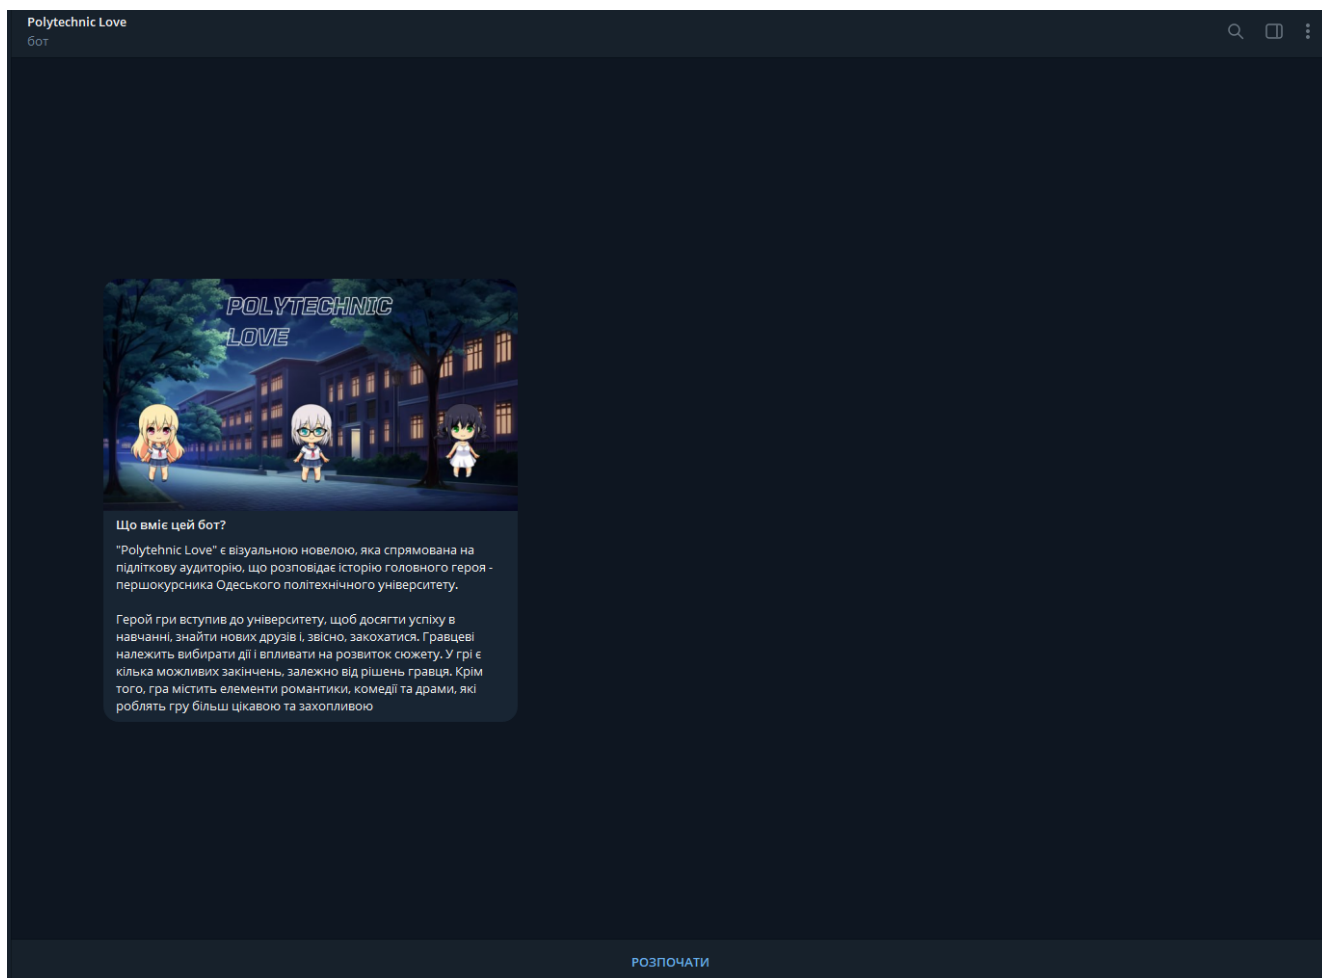 Polytechnic Love
бот
POLYTECHNIC
LOVE
Що вміє цей бот?
"Polytehnic Love" є візуальною новелою, яка спрямована на
підліткову аудиторію, що розповідає історію головного героя -
першокурсника Одеського політехнічного університету.
Герой гри вступив до університету, щоб досягти успіху в
навчанні, знайти нових друзів і, звісно, закохатися. Гравцеві
належить вибирати дії і впливати на розвиток сюжету. У грі є
кілька можливих закінчень, залежно від рішень гравця. Крім
того, гра містить елементи романтики, комедії та драми, які
роблять гру більш цікавою та захопливою
РОЗПОЧАТИ